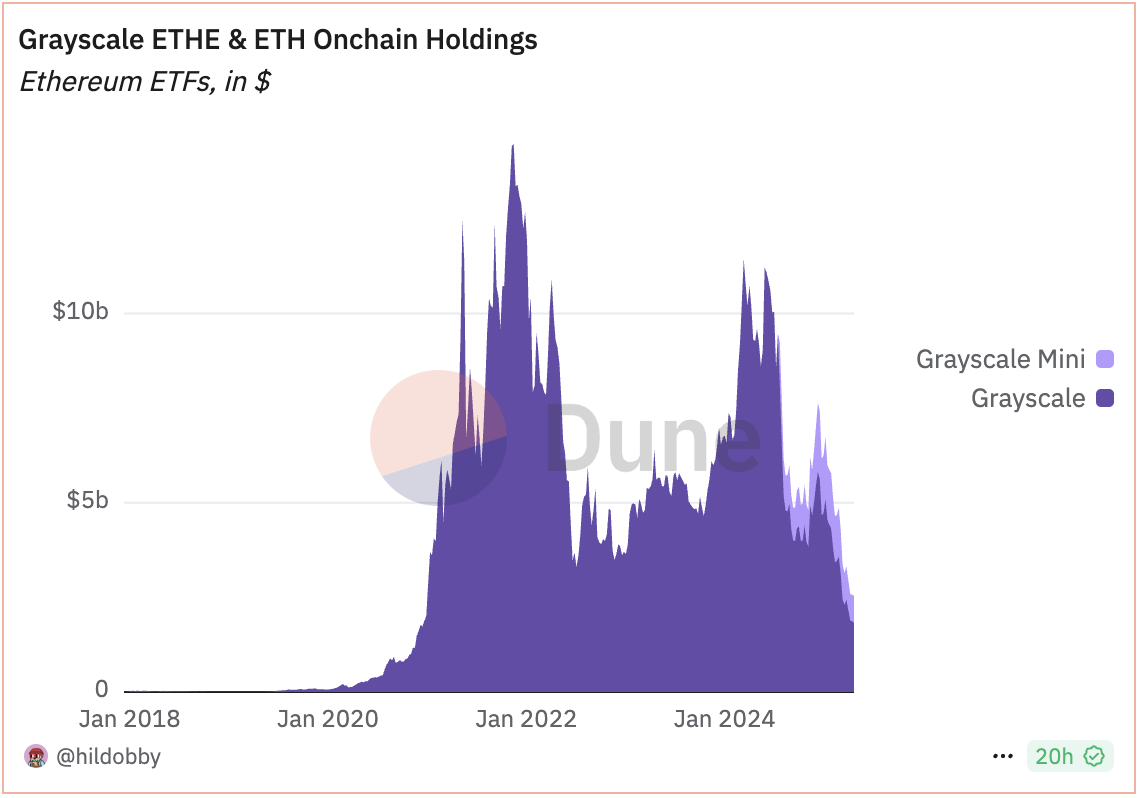 Grayscale ETHE & ETH Onchain Holdings
Ethereum ETFs, in $
$10b
$5b
0
Jan 2018
Jan 2020
Jan 2022
Jan 2024
Dune
Grayscale Mini
Grayscale
@hildobby
20h